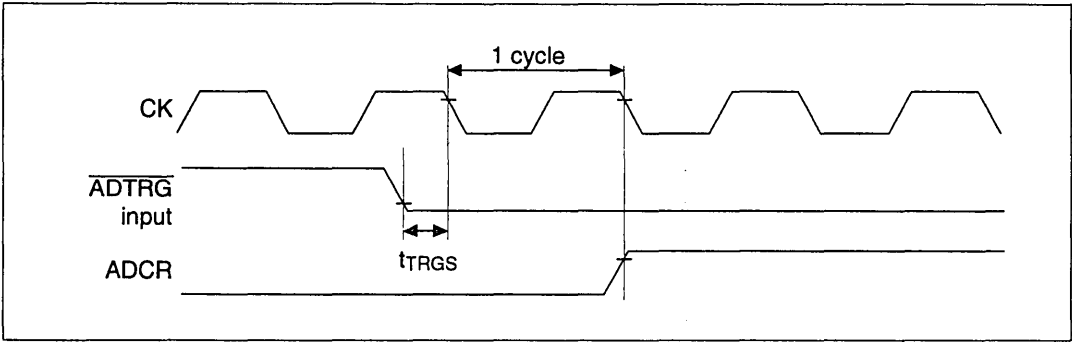 1 cycle
CK
ADTRG
input
tTRGS
ADCR